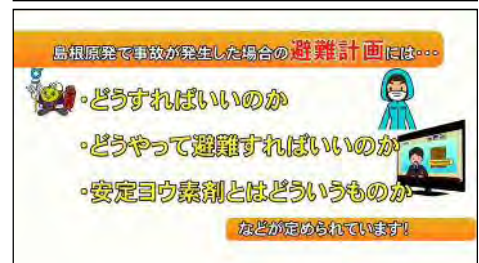 島根原発で事故が発生した場合の避難計画には・・・
・どうすればいいのか
・どうやって避難すればいいのか
・安定ヨウ素剤とはどういうものか
などが定められています!